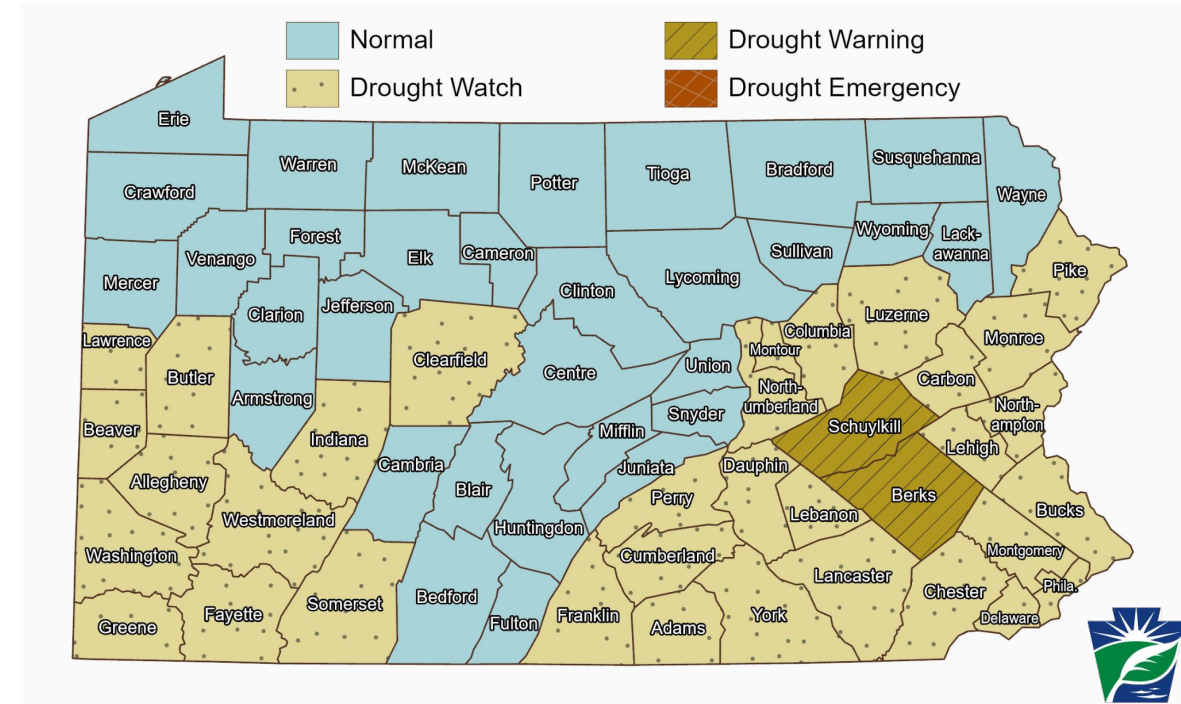 Normal
Drought Watch
Drought Warning
Drought Emergency
Erie
Warren
McKean
Potter
Tioga
Bradford
Susquehanna
Wayne
Crawford
Forest
Venango
Elk
Cameron
Sullivan
Wyoming
Lack-
awanna
Mercer
Clarion
Jefferson
Clinton
Lycoming
Pike
Lawrence
Butler
Clearfield
Centre
Union
Montour
Columbia
Luzerne
Monroe
Carbon
Armstrong
Snyder
North-
umberland
North-
ampton
Beaver
Indiana
Mifflin
Schuylkill
Lehigh
Allegheny
Cambria
Blair
Juniata
Dauphin
Perry
Berks
Westmoreland
Huntingdon
Lebanon
Bucks
Washington
Cumberland
Montgomery
Lancaster
Phila.
Greene
Fayette
Somerset
Bedford
Fulton
Franklin
Adams
York
Chester
Delaware